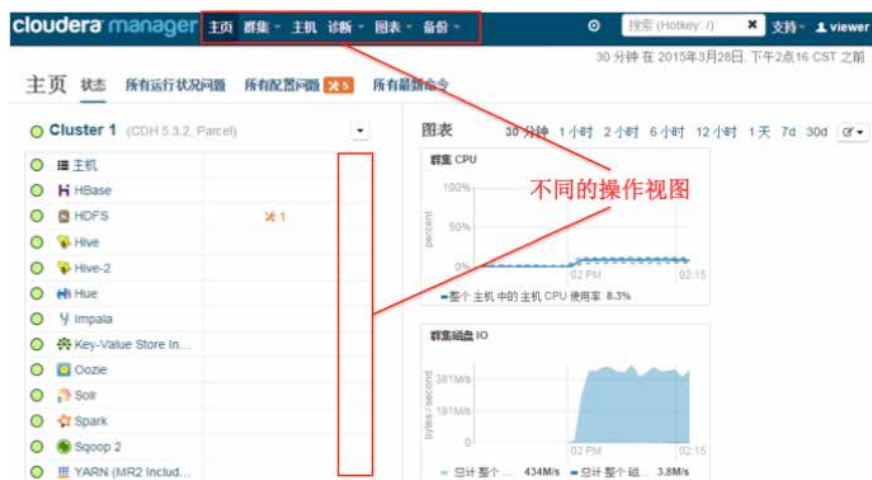 cloudera manager 主页 群集 主机 诊断 图表 备份 搜索 (Hotkey: /) 支持 viewer
30 分钟 在 2015年3月28日, 下午2点16 CST 之前
主页 状态 所有运行状况问题 所有配置问题 5 所有最新命令
Cluster 1 (CDH 5.3.2, Parcel)
主机
HBase
HDFS 1
Hive
Hive-2
Hue
Impala
Key-Value Store In...
Oozie
Solr
Spark
Sqoop 2
YARN (MR2 Includ...
图表 30 分钟 1 小时 2 小时 6 小时 12 小时 1 天 7d 30d
群集 CPU
percent
100%
50%
0%
02 PM 02:15
整个 主机 中的 主机 CPU 使用率 8.3%
不同的操作视图
群集磁盘 IO
bytes / second
381M/s
191M/s
0
02 PM 02:15
总计 整个 ... 434M/s 总计 整个 磁... 3.8M/s